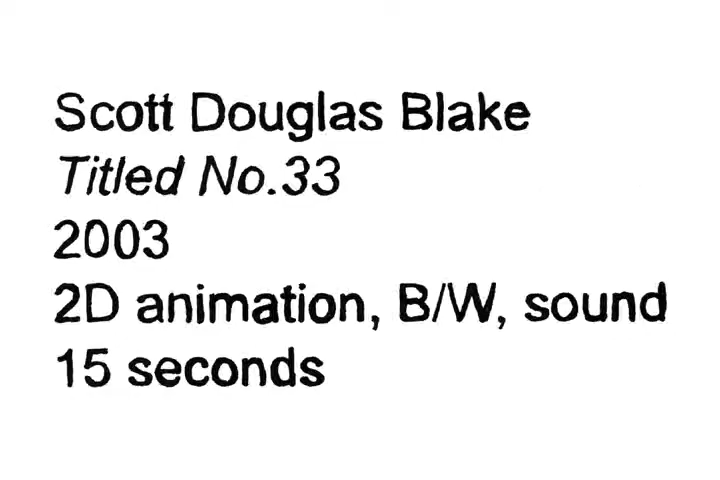 Scott Douglas Blake
Titled No.33
2003
2D animation, B/W, sound
15 seconds